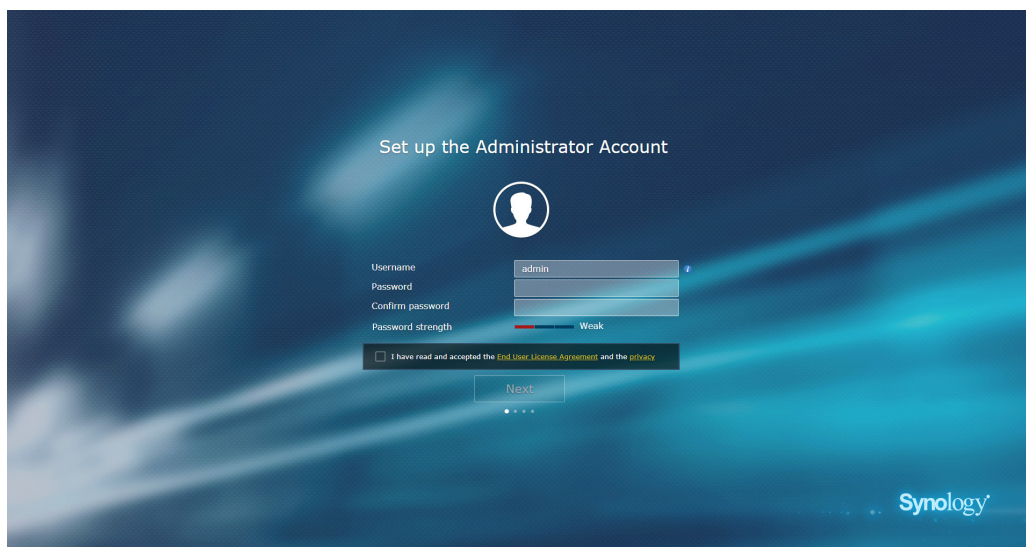 Set up the Administrator Account
Username admin
Password
Confirm password
Password strength Weak
I have read and accepted the End User License Agreement and the privacy
Next
Synology